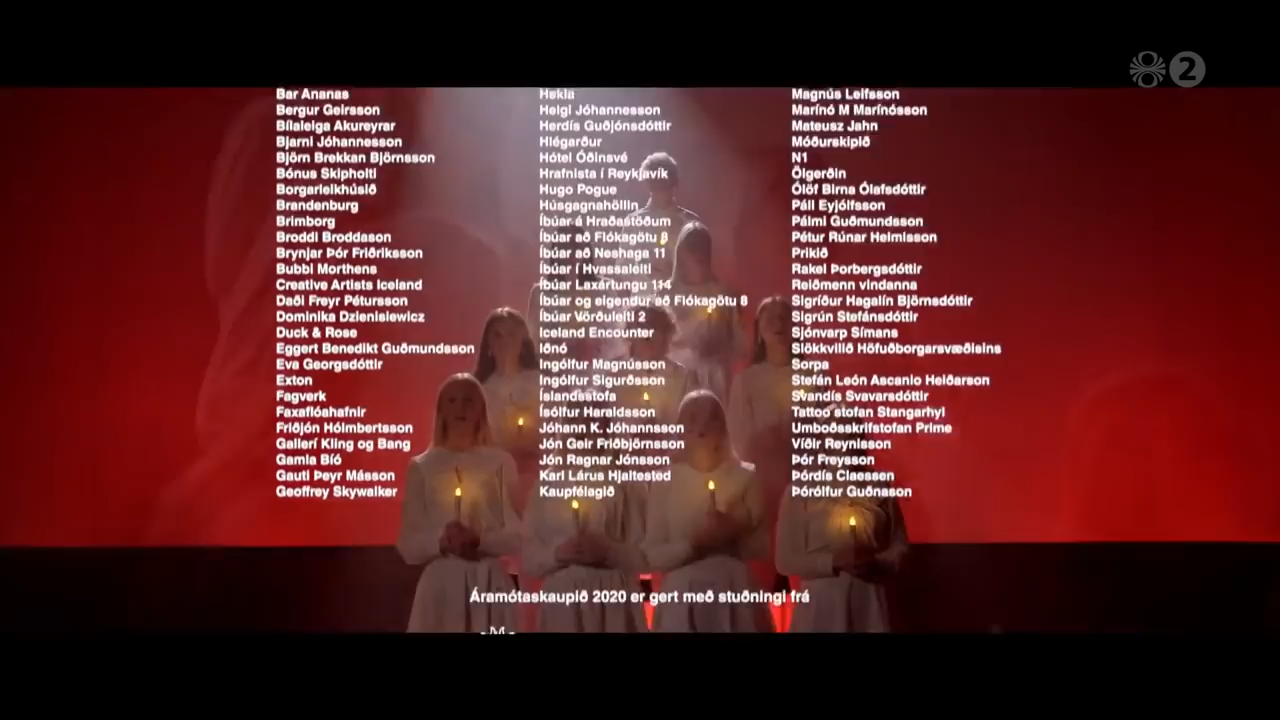 2
Bar Ananas
Bergur Geirsson
Bílaleiga Akureyrar
Bjarni Jóhannesson
Björn Brekkan Björnsson
Bónus Skipholti
Borgarleikhúsið
Brandenburg
Brimborg
Broddi Broddason
Brynjar Þór Friðriksson
Bubbi Morthens
Creative Artists Iceland
Daði Freyr Pétursson
Dominika Dzienisiewicz
Duck & Rose
Eggert Benedikt Guðmundsson
Eva Georgsdóttir
Exton
Fagverk
Faxaflóahafnir
Friðjón Hólmbertsson
Gallerí Kling og Bang
Gamla Bíó
Gauti Þeyr Másson
Geoffrey Skywalker
Hekla
Helgi Jóhannesson
Herdís Guðjónsdóttir
Hlégarður
Hótel Óðinsvé
Hrafnista í Reykjavík
Hugo Pogue
Húsgagnahöllin
Íbúar á Hraðastöðum
Íbúar að Flókagötu 8
Íbúar að Neshaga 11
Íbúar í Hvassaleiti
Íbúar Laxártungu 114
Íbúar og eigendur að Flókagötu 8
Íbúar Vörðuleiti 2
Iceland Encounter
Iðnó
Ingólfur Magnússon
Ingólfur Sigurðsson
Íslandsstofa
Ísólfur Haraldsson
Jóhann K. Jóhannsson
Jón Geir Friðbjörnsson
Jón Ragnar Jónsson
Karl Lárus Hjaltested
Kaupfélagið
Magnús Leifsson
Marínó M Marínósson
Mateusz Jahn
Móðurskipið
N1
Ölgerðin
Ólöf Birna Ólafsdóttir
Páll Eyjólfsson
Pálmi Guðmundsson
Pétur Rúnar Heimisson
Prikið
Rakel Þorbergsdóttir
Reiðmenn vindanna
Sigríður Hagalín Björnsdóttir
Sigrún Stefánsdóttir
Sjónvarp Símans
Slökkvilið Höfuðborgarsvæðisins
Sorpa
Stefán León Ascanio Heiðarson
Svandís Svavarsdóttir
Tattoo stofan Stangarhyl
Umboðsskrifstofan Prime
Víðir Reynisson
Þór Freysson
Þórdís Claessen
Þórólfur Guðnason
Áramótaskaupið 2020 er gert með stuðningi frá